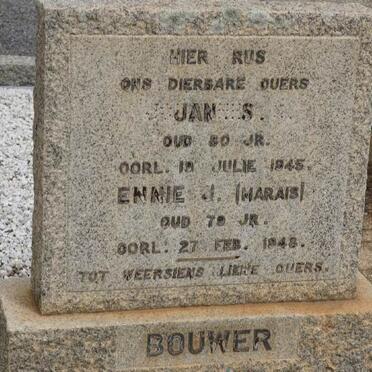 HIER RUS
ONS DIERBARE OUERS
JAN S.
OUD 80 JR.
OORL. 19 JULIE 1945.
ENNIE J. (MARAIS)
OUD 79 JR.
OORL. 27 FEB. 1948.
TOT WEERSIENS LIEWE OUERS.
BOUWER